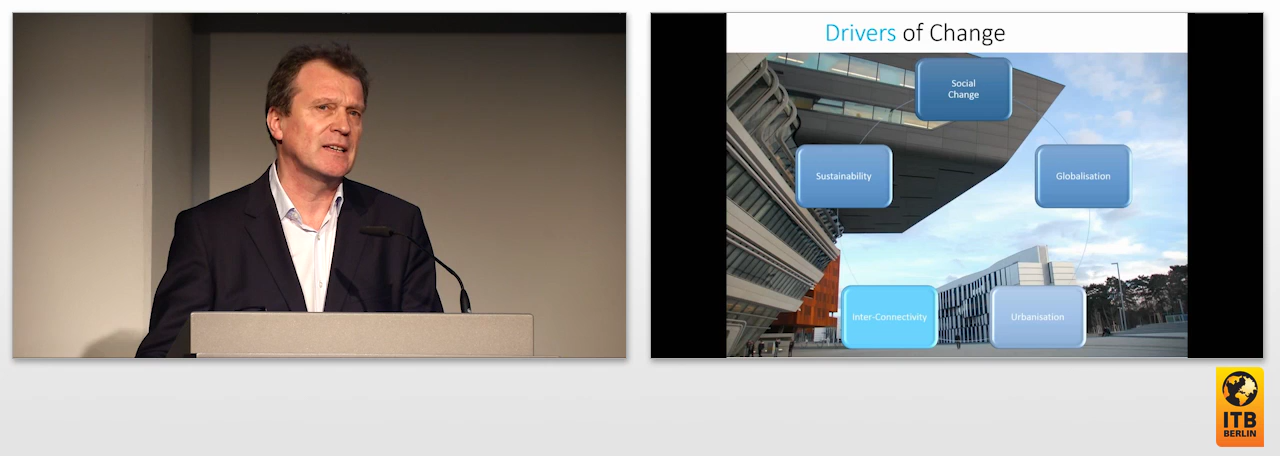 Drivers of Change
Social
Change
Sustainability
Globalisation
Inter-Connectivity
Urbanisation
ITB
BERLIN